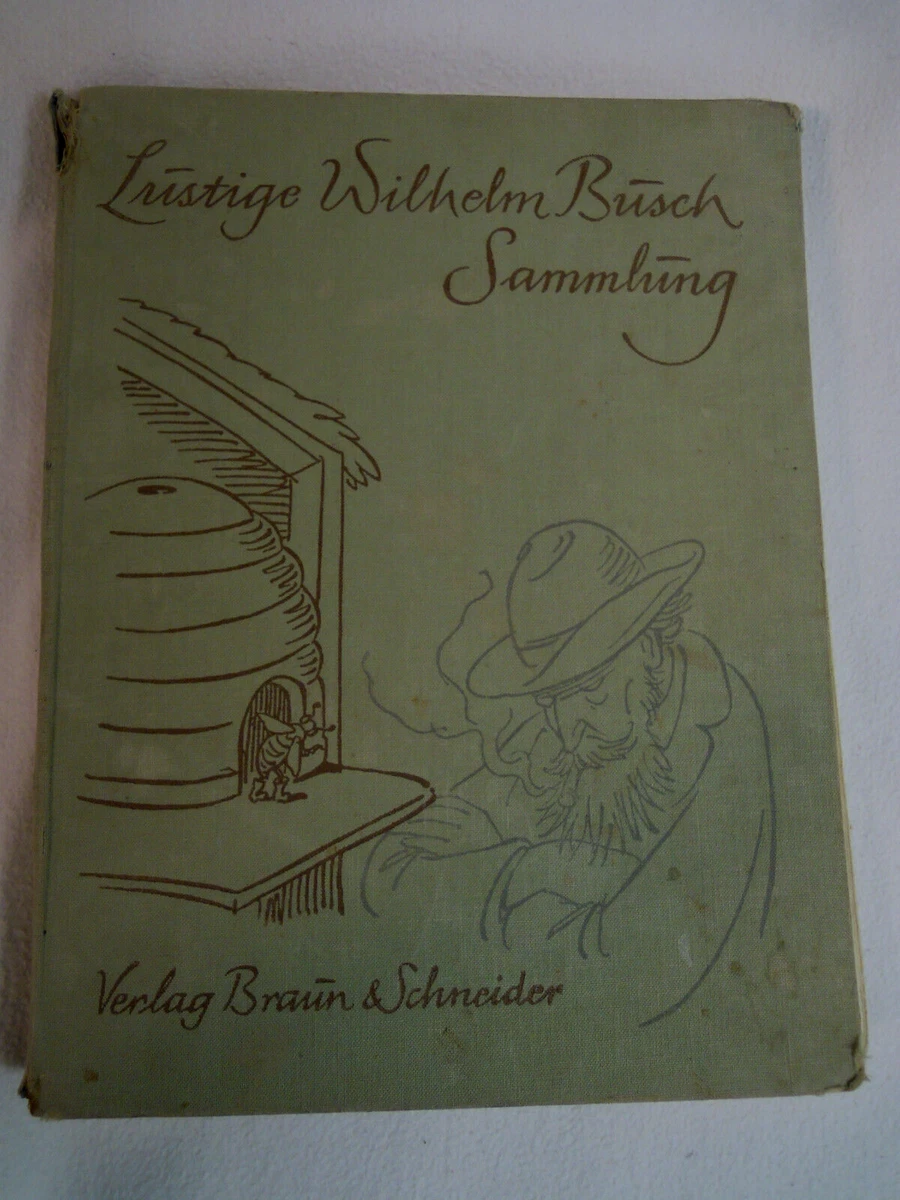 Lustige Wilhelm Busch
Sammlung
Verlag Braun & Schneider